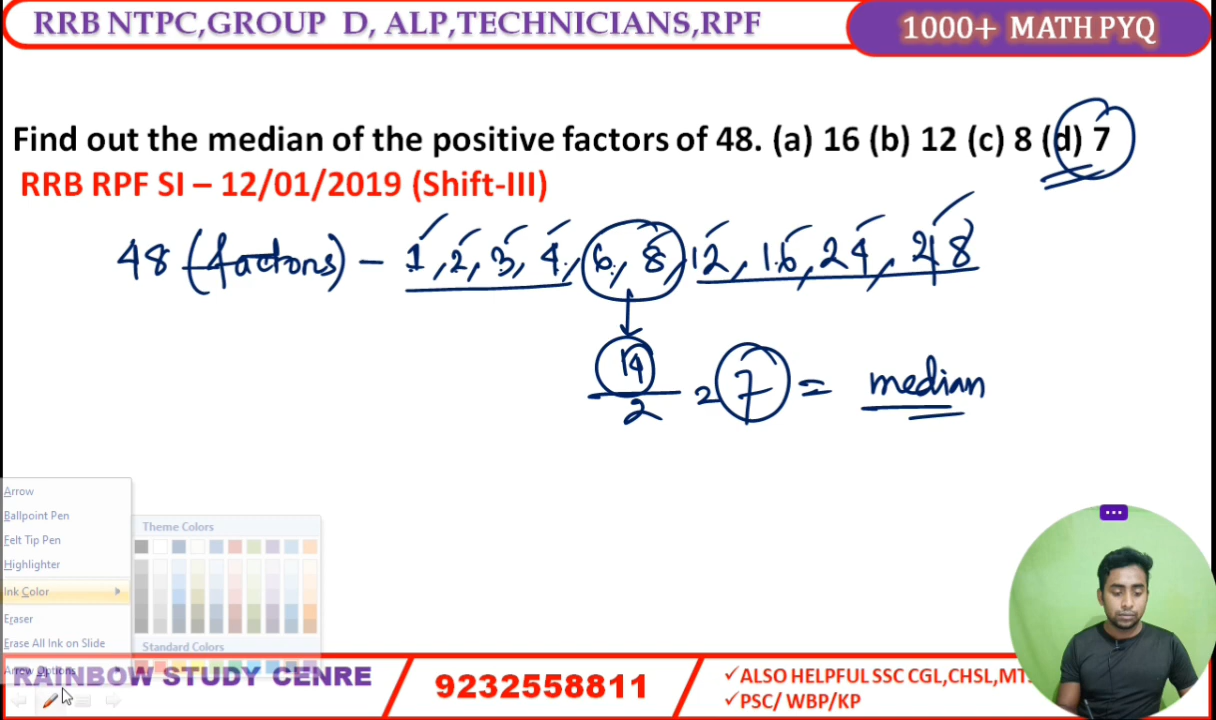 RRB NTPC,GROUP D, ALP,TECHNICIANS,RPF
1000+ MATH PYQ
Find out the median of the positive factors of 48. (a) 16 (b) 12 (c) 8 (d) 7
RRB RPF SI – 12/01/2019 (Shift-III)
48 (factors) - 1, 2, 3, 4, 6, 8, 12, 16, 24, 48
14
2 = 7 = median
Arrow
Ballpoint Pen
Felt Tip Pen
Highlighter
Ink Color
Eraser
Erase All Ink on Slide
Arrow Options
Theme Colors
Standard Colors
RAINBOW STUDY CENRE
9232558811
✓ALSO HELPFUL SSC CGL,CHSL,MTS
✓PSC/ WBP/KP